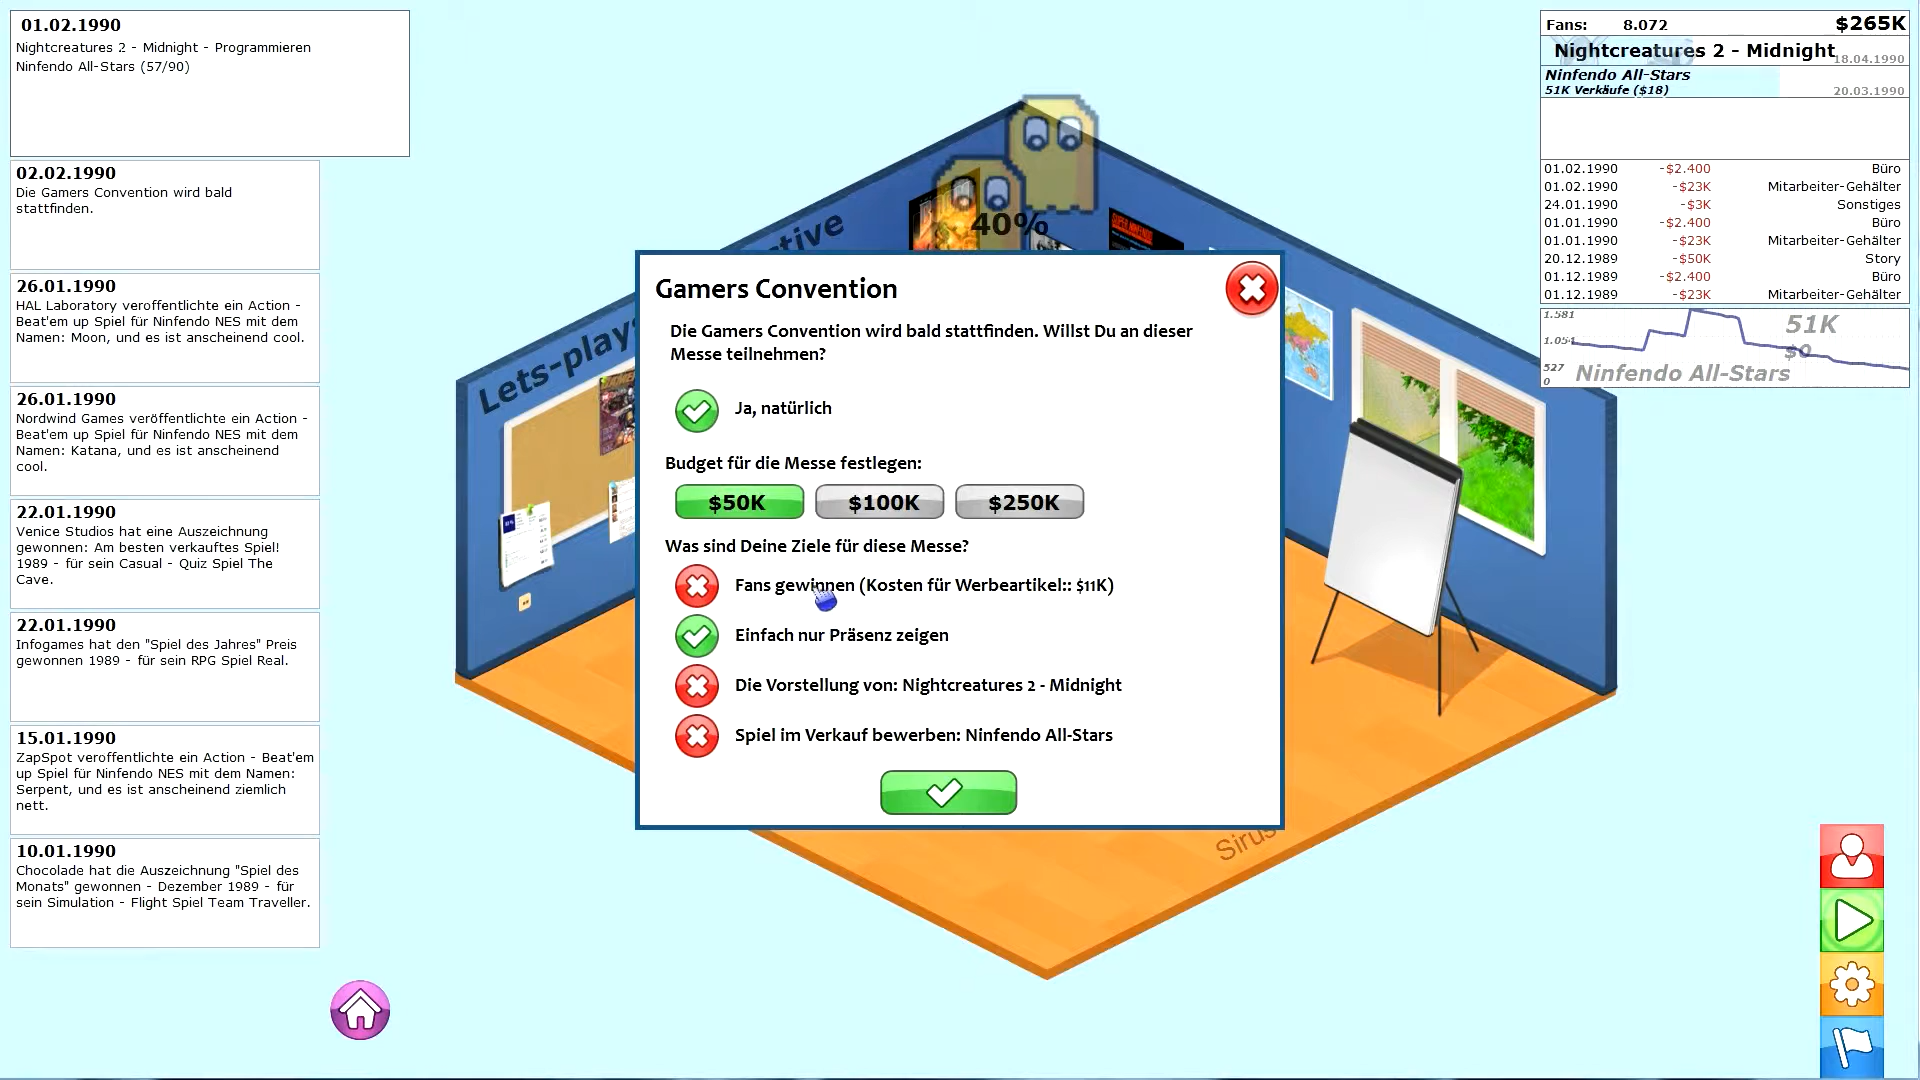 01.02.1990
Nightcreatures 2 - Midnight - Programmieren
Ninfendo All-Stars (57/90)
02.02.1990
Die Gamers Convention wird bald
stattfinden.
26.01.1990
HAL Laboratory veroffentlichte ein Action -
Beat'em up Spiel für Ninfendo NES mit dem
Namen: Moon, und es ist anscheinend cool.
26.01.1990
Nordwind Games veröffentlichte ein Action -
Beat'em up Spiel für Ninfendo NES mit dem
Namen: Katana, und es ist anscheinend
cool.
22.01.1990
Venice Studios hat eine Auszeichnung
gewonnen: Am besten verkauftes Spiel!
1989 - für sein Casual - Quiz Spiel The
Cave.
22.01.1990
Infogames hat den "Spiel des Jahres" Preis
gewonnen 1989 - für sein RPG Spiel Real.
15.01.1990
ZapSpot veroffentlichte ein Action - Beat'em
up Spiel für Ninfendo NES mit dem Namen:
Serpent, und es ist anscheinend ziemlich
nett.
10.01.1990
Chocolade hat die Auszeichnung "Spiel des
Monats" gewonnen - Dezember 1989 - für
sein Simulation - Flight Spiel Team Traveller.
Lets-play
ctive
40%
SUPER NINTENDO
Gamers Convention
Die Gamers Convention wird bald stattfinden. Willst Du an dieser
Messe teilnehmen?
Ja, natürlich
Budget für die Messe festlegen:
$50K
$100K
$250K
Was sind Deine Ziele für diese Messe?
Fans gewinnen (Kosten für Werbeartikel:: $11K)
Einfach nur Präsenz zeigen
Die Vorstellung von: Nightcreatures 2 - Midnight
Spiel im Verkauf bewerben: Ninfendo All-Stars
Sirus
Fans: 8.072 $265K
Nightcreatures 2 - Midnight 18.04.1990
Ninfendo All-Stars
51K Verkäufe ($18) 20.03.1990
01.02.1990 -$2.400 Büro
01.02.1990 -$23K Mitarbeiter-Gehälter
24.01.1990 -$3K Sonstiges
01.01.1990 -$2.400 Büro
01.01.1990 -$23K Mitarbeiter-Gehälter
20.12.1989 -$50K Story
01.12.1989 -$2.400 Büro
01.12.1989 -$23K Mitarbeiter-Gehälter
1.581
51K
1.054
$0
527
Ninfendo All-Stars
0